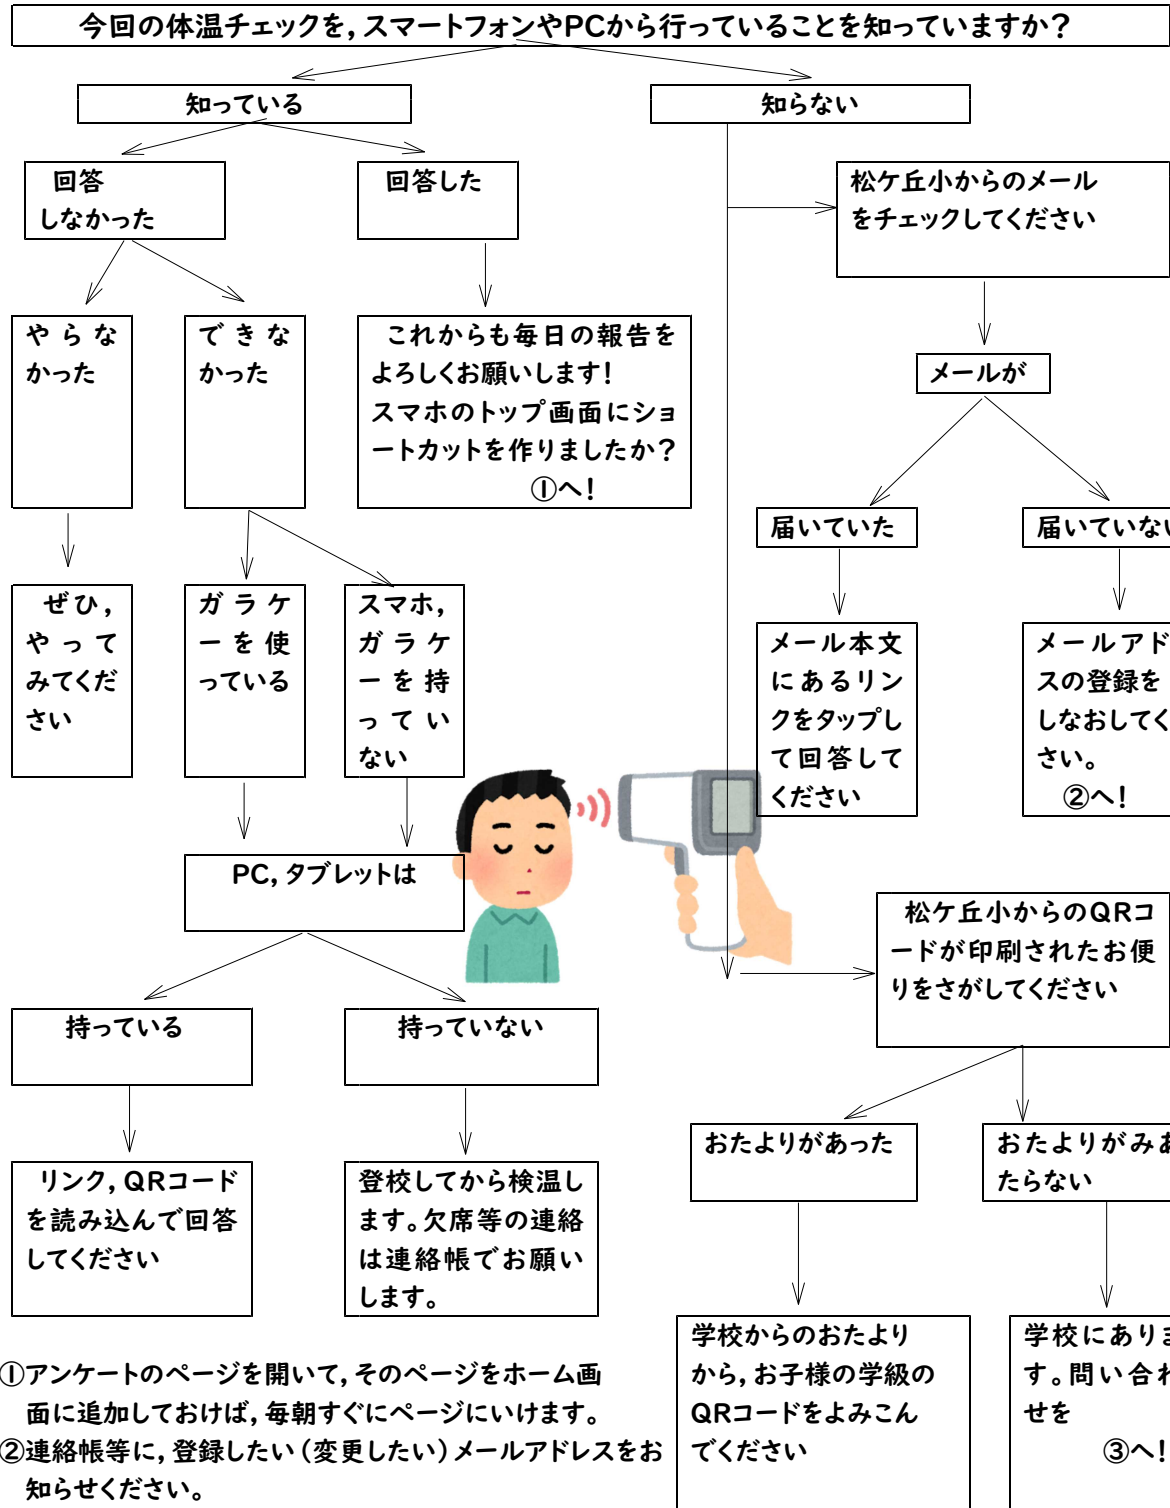 今回の体温チェックを，スマートフォンやPCから行っていることを知っていますか？
知っている
知らない
回答
しなかった
回答した
松ケ丘小からのメール
をチェックしてください
やらな
かった
できな
かった
これからも毎日の報告を
よろしくお願いします！
スマホのトップ画面にショ
ートカットを作りましたか？
①へ！
メールが
届いていた
届いていない
ぜひ，
やって
みてくだ
さい
ガラケ
ーを使
っている
スマホ，
ガラケ
ーを持
ってい
ない
メール本文
にあるリン
クをタップし
て回答して
ください
メールアド
スの登録を
しなおしてく
さい。
②へ！
PC，タブレットは
松ケ丘小からのQRコ
ードが印刷されたお便
りをさがしてください
持っている
持っていない
おたよりがあった
おたよりがみあ
たらない
リンク，QRコード
を読み込んで回答
してください
登校してから検温し
ます。欠席等の連絡
は連絡帳でお願い
します。
学校からのおたより
から，お子様の学級の
QRコードをよみこん
でください
学校にありま
す。問い合わ
せを
③へ！
①アンケートのページを開いて，そのページをホーム画
面に追加しておけば，毎朝すぐにページにいけます。
②連絡帳等に，登録したい（変更したい）メールアドレスをお
知らせください。